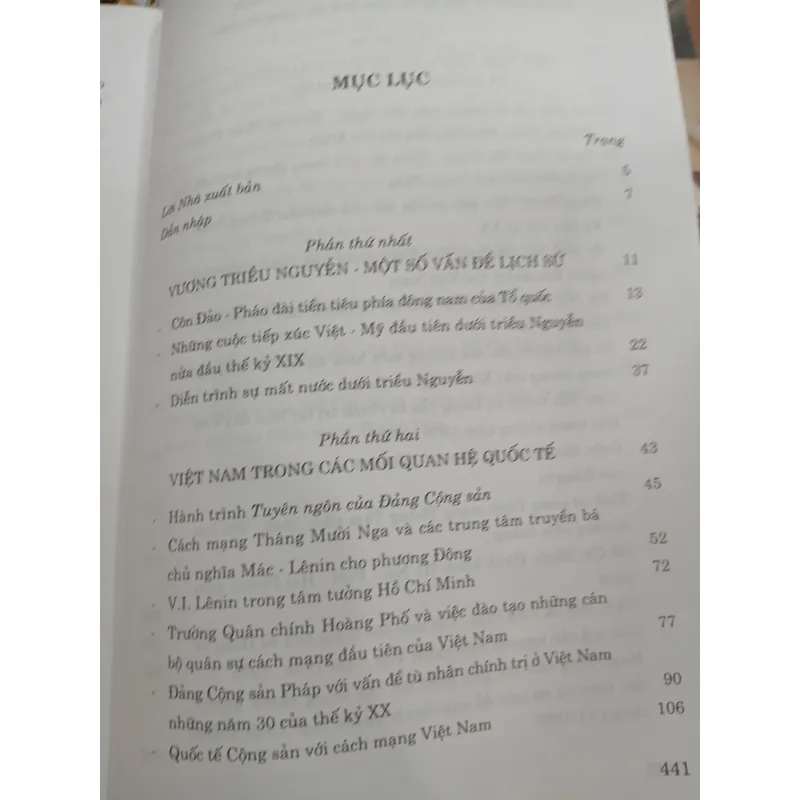 MỤC LỤC
Trang
Lời Nhà xuất bản 5
Dẫn nhập 7
Phần thứ nhất
VƯƠNG TRIỀU NGUYỄN - MỘT SỐ VẤN ĐỀ LỊCH SỬ 11
· Côn Đảo - Pháo đài tiền tiêu phía đông nam của Tổ quốc 13
· Những cuộc tiếp xúc Việt - Mỹ đầu tiên dưới triều Nguyễn
nửa đầu thế kỷ XIX 22
· Diễn trình sự mất nước dưới triều Nguyễn 27
Phần thứ hai
VIỆT NAM TRONG CÁC MỐI QUAN HỆ QUỐC TẾ 43
· Hành trình Tuyên ngôn của Đảng Cộng sản 45
· Cách mạng Tháng Mười Nga và các trung tâm truyền bá
chủ nghĩa Mác - Lênin cho phương Đông 52
· V.I. Lênin trong tâm tưởng Hồ Chí Minh 72
· Trường Quân chính Hoàng Phố và việc đào tạo những cán
bộ quân sự cách mạng đầu tiên của Việt Nam 77
· Đảng Cộng sản Pháp với vấn đề tù nhân chính trị ở Việt Nam
những năm 30 của thế kỷ XX 90
· Quốc tế Cộng sản với cách mạng Việt Nam 106
441